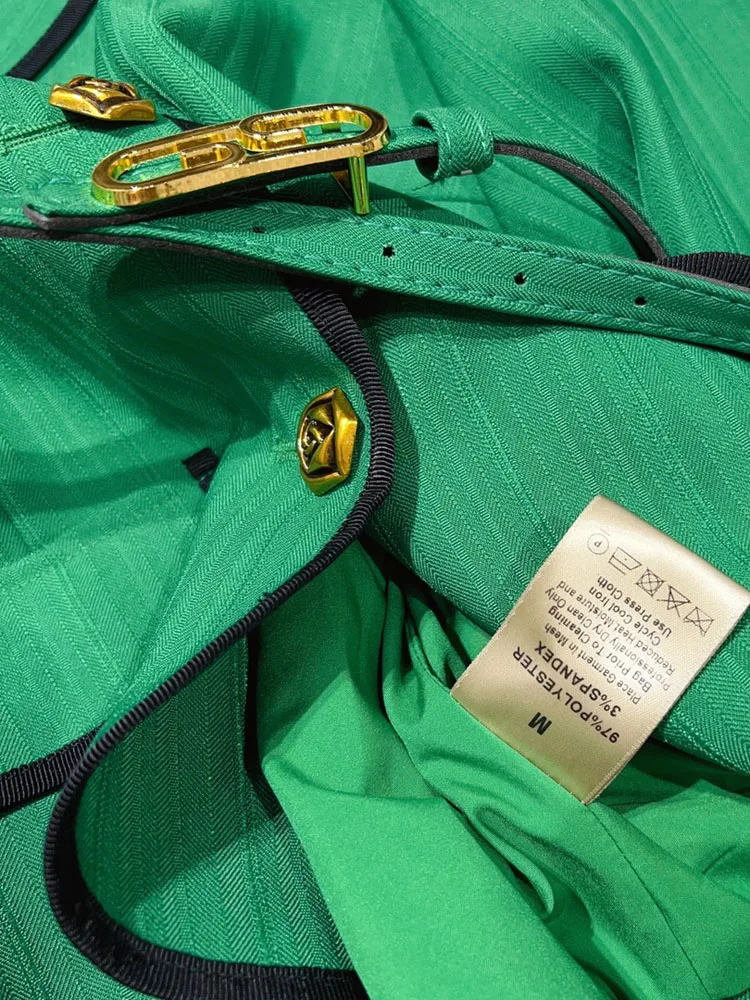 M
97%POLYESTER
3%SPANDEX
Place Garment in Mesh
Bag Prior To Cleaning
Professionally Dry Clean Only
Reduced Heat, Moisture and
Cycle Cool Iron
Use Press Cloth
P